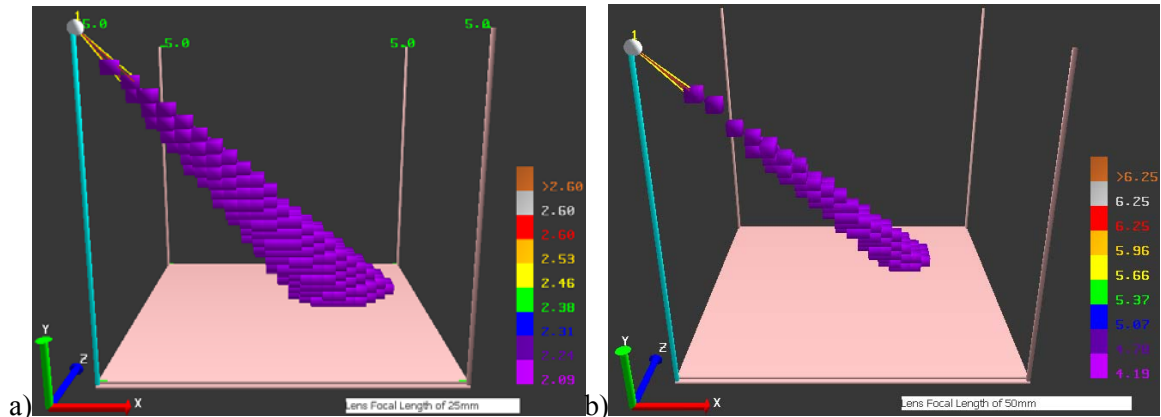 1
5.0
5.0
5.0
5.0
>2.60
2.60
2.60
2.53
2.46
2.38
2.31
2.09
Y
Z
X
a)
Lens Focal Length of 25mm
1
>6.25
6.25
6.25
5.96
5.66
5.37
5.07
4.19
Y
Z
X
b)
Lens Focal Length of 50mm